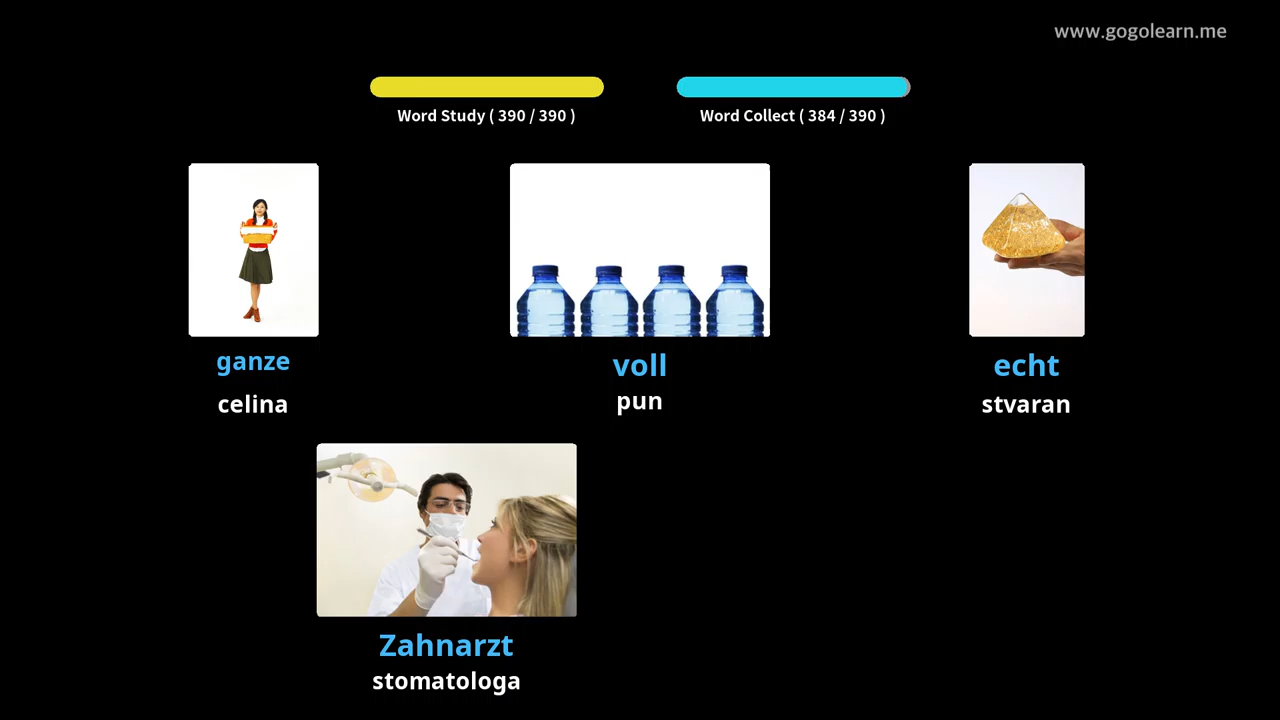 www.gogolearn.me
Word Study ( 390 / 390 )
Word Collect ( 384 / 390 )
ganze
voll
echt
celina
pun
stvaran
Zahnarzt
stomatologa